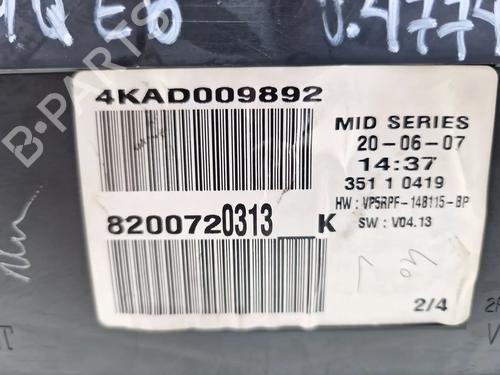 4KAD009892
MID SERIES
20-06-07
14:37
351 1 0419
HW : VP5RPF-14B115-BP
SW : V04.13
8200720313__K
2/4
B-PARTS